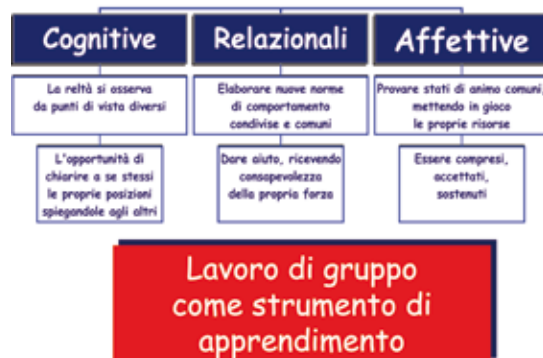 Cognitive
La reltà si osserva
da punti di vista diversi
L'opportunità di
chiarire a se stessi
le proprie posizioni
spiegandole agli altri
Relazionali
Elaborare nuove norme
di comportamento
condivise e comuni
Dare aiuto, ricevendo
consapevolezza
della propria forza
Affettive
Provare stati di animo comuni,
mettendo in gioco
le proprie risorse
Essere compresi,
accettati,
sostenuti
Lavoro di gruppo
come strumento di
apprendimento